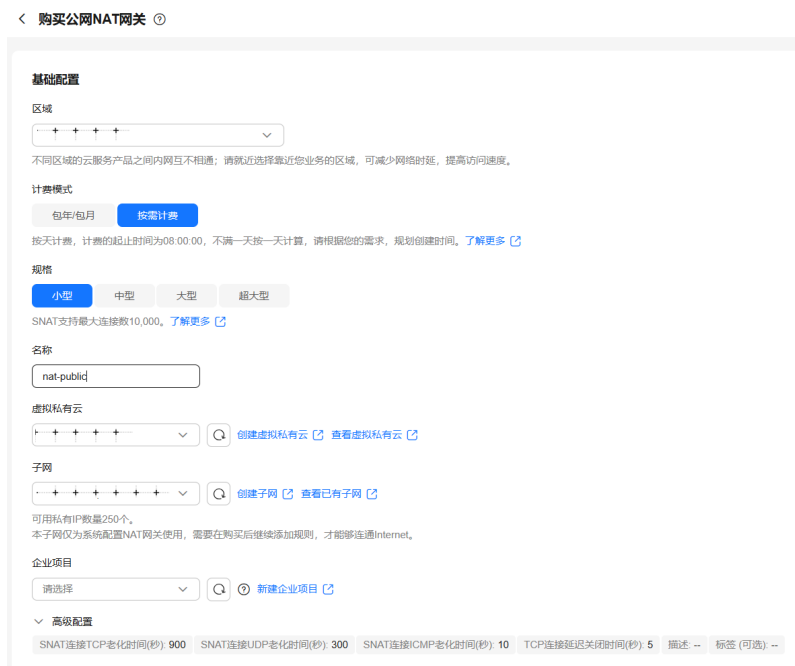 购买公网NAT网关
基础配置
区域
不同区域的云服务产品之间内网互不相通；请就近选择靠近您业务的区域，可减少网络时延，提高访问速度。
计费模式
包年/包月 按需计费
按天计费，计费的起止时间为08:00:00，不满一天按一天计算，请根据您的需求，规划创建时间。了解更多
规格
小型 中型 大型 超大型
SNAT支持最大连接数10,000。了解更多
名称
nat-public
虚拟私有云
创建虚拟私有云 查看虚拟私有云
子网
创建子网 查看已有子网
可用私有IP数量250个。
本子网仅为系统配置NAT网关使用，需要在购买后继续添加规则，才能够连通Internet。
企业项目
请选择 新建企业项目
高级配置
SNAT连接TCP老化时间(秒): 900 SNAT连接UDP老化时间(秒): 300 SNAT连接ICMP老化时间(秒): 10 TCP连接延迟关闭时间(秒): 5 描述: -- 标签 (可选): --